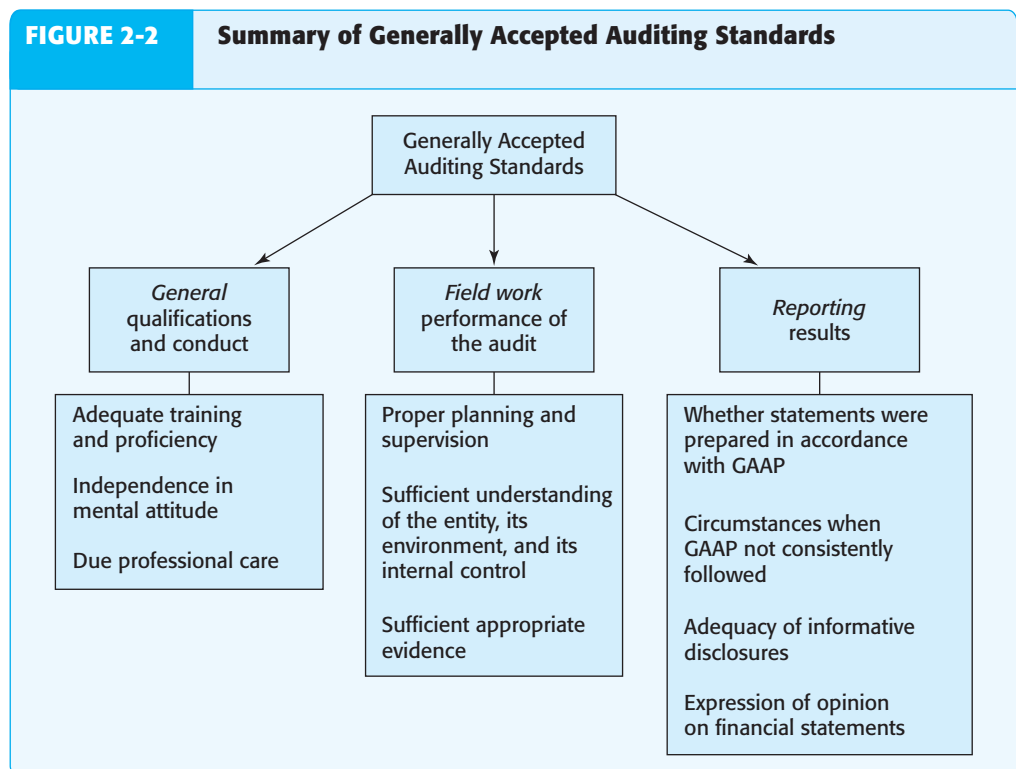 FIGURE 2-2
Summary of Generally Accepted Auditing Standards
Generally Accepted
Auditing Standards
General
qualifications
and conduct
Adequate training
and proficiency
Independence in
mental attitude
Due professional care
Field work
performance of
the audit
Proper planning and
supervision
Sufficient understanding
of the entity, its
environment, and its
internal control
Sufficient appropriate
evidence
Reporting
results
Whether statements were
prepared in accordance
with GAAP
Circumstances when
GAAP not consistently
followed
Adequacy of informative
disclosures
Expression of opinion
on financial statements